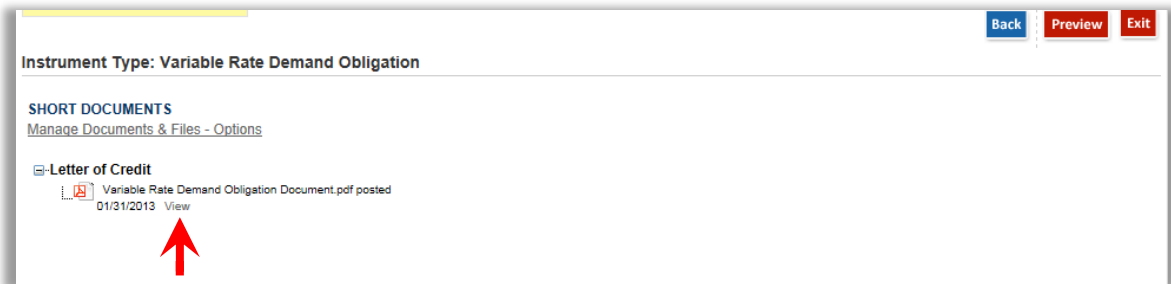 Back Preview Exit
Instrument Type: Variable Rate Demand Obligation
SHORT DOCUMENTS
Manage Documents & Files - Options
Letter of Credit
Variable Rate Demand Obligation Document.pdf posted
01/31/2013 View